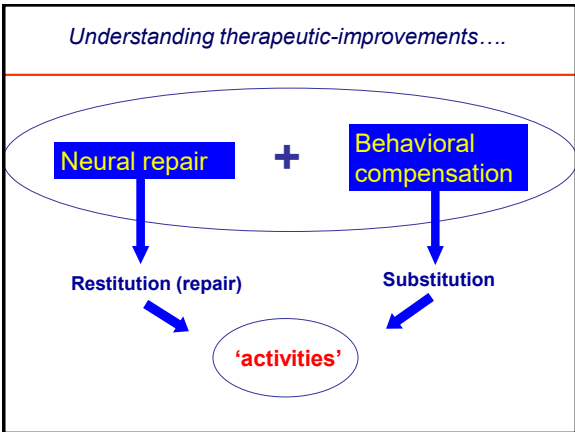 Understanding therapeutic-improvements….
Neural repair
+
Behavioral
compensation
Restitution (repair)
Substitution
‘activities’